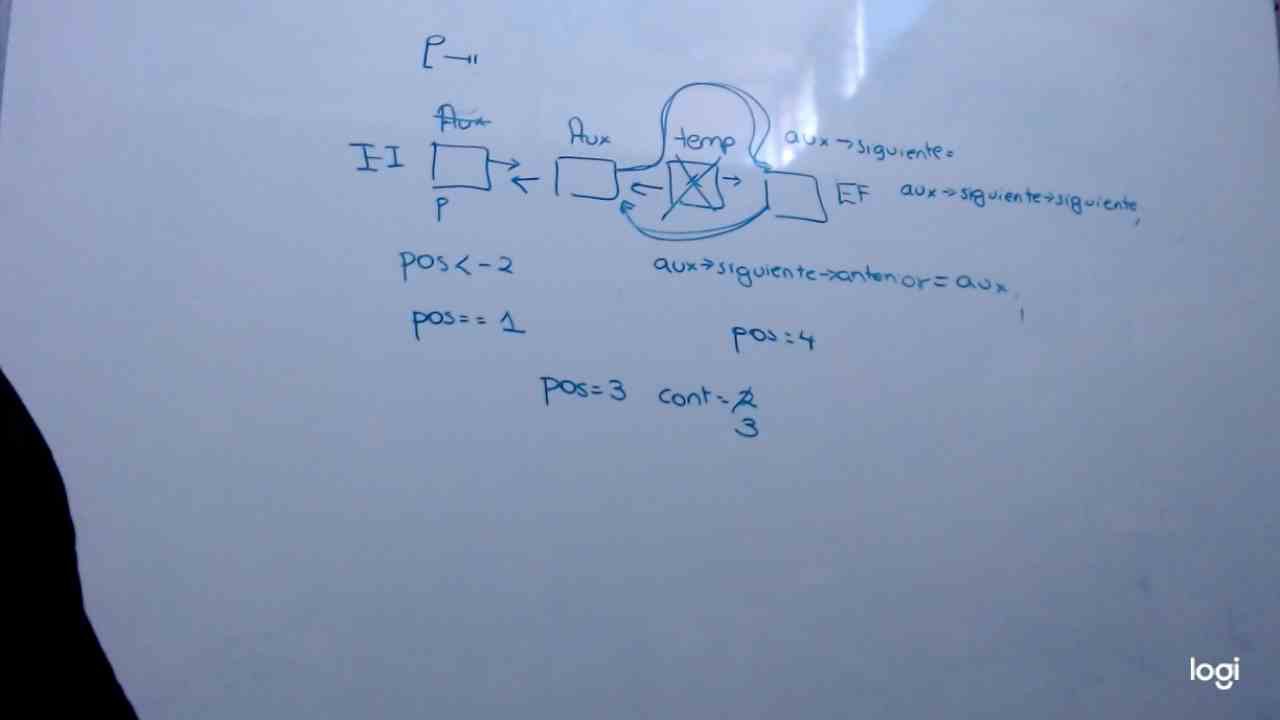 P
Aux
Aux
temp
aux→siguiente=
II
EF
aux→siguiente→siguiente;
P
pos<-2
aux→siguiente→anterior=aux;
pos==1
pos=4
pos=3 cont=2
3
logi